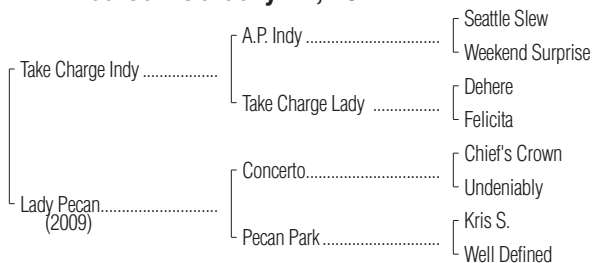 Seattle Slew
A.P. Indy
Weekend Surprise
Take Charge Indy
Dehere
Take Charge Lady
Felicita
Chief's Crown
Concerto
Undeniably
Lady Pecan
(2009)
Kris S.
Pecan Park
Well Defined